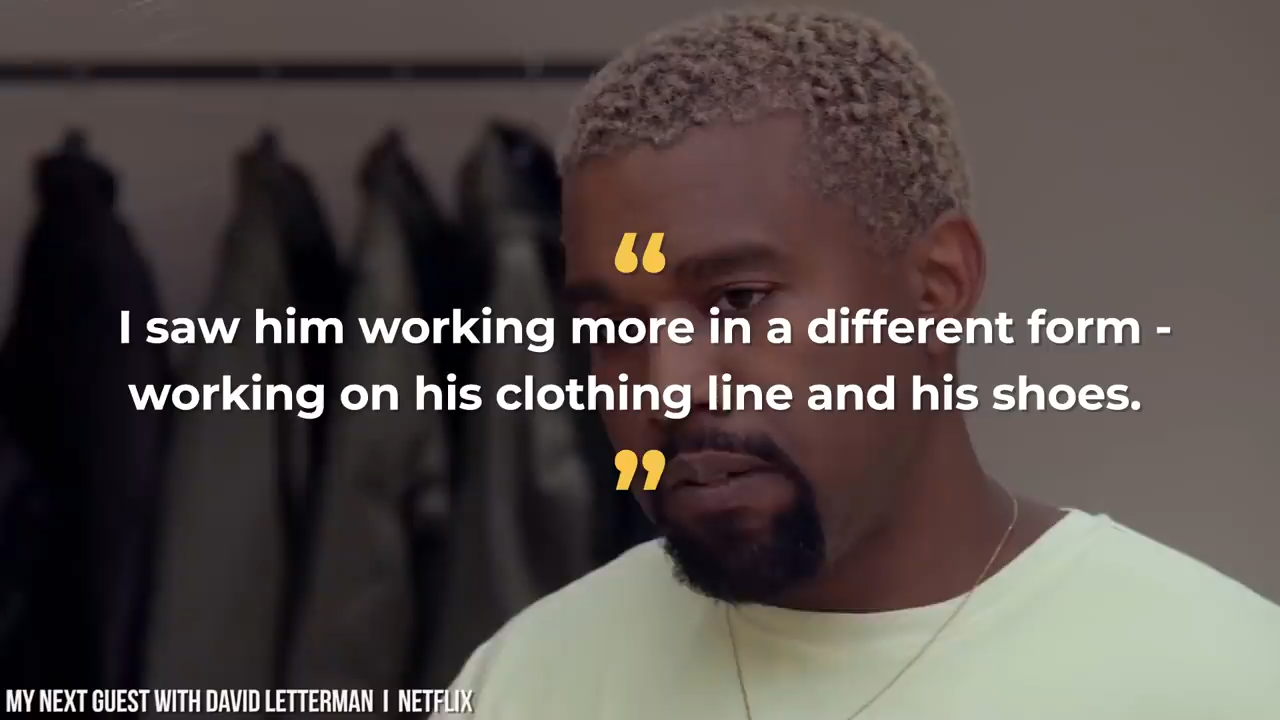 “
I saw him working more in a different form -
working on his clothing line and his shoes.
”
MY NEXT GUEST WITH DAVID LETTERMAN | NETFLIX